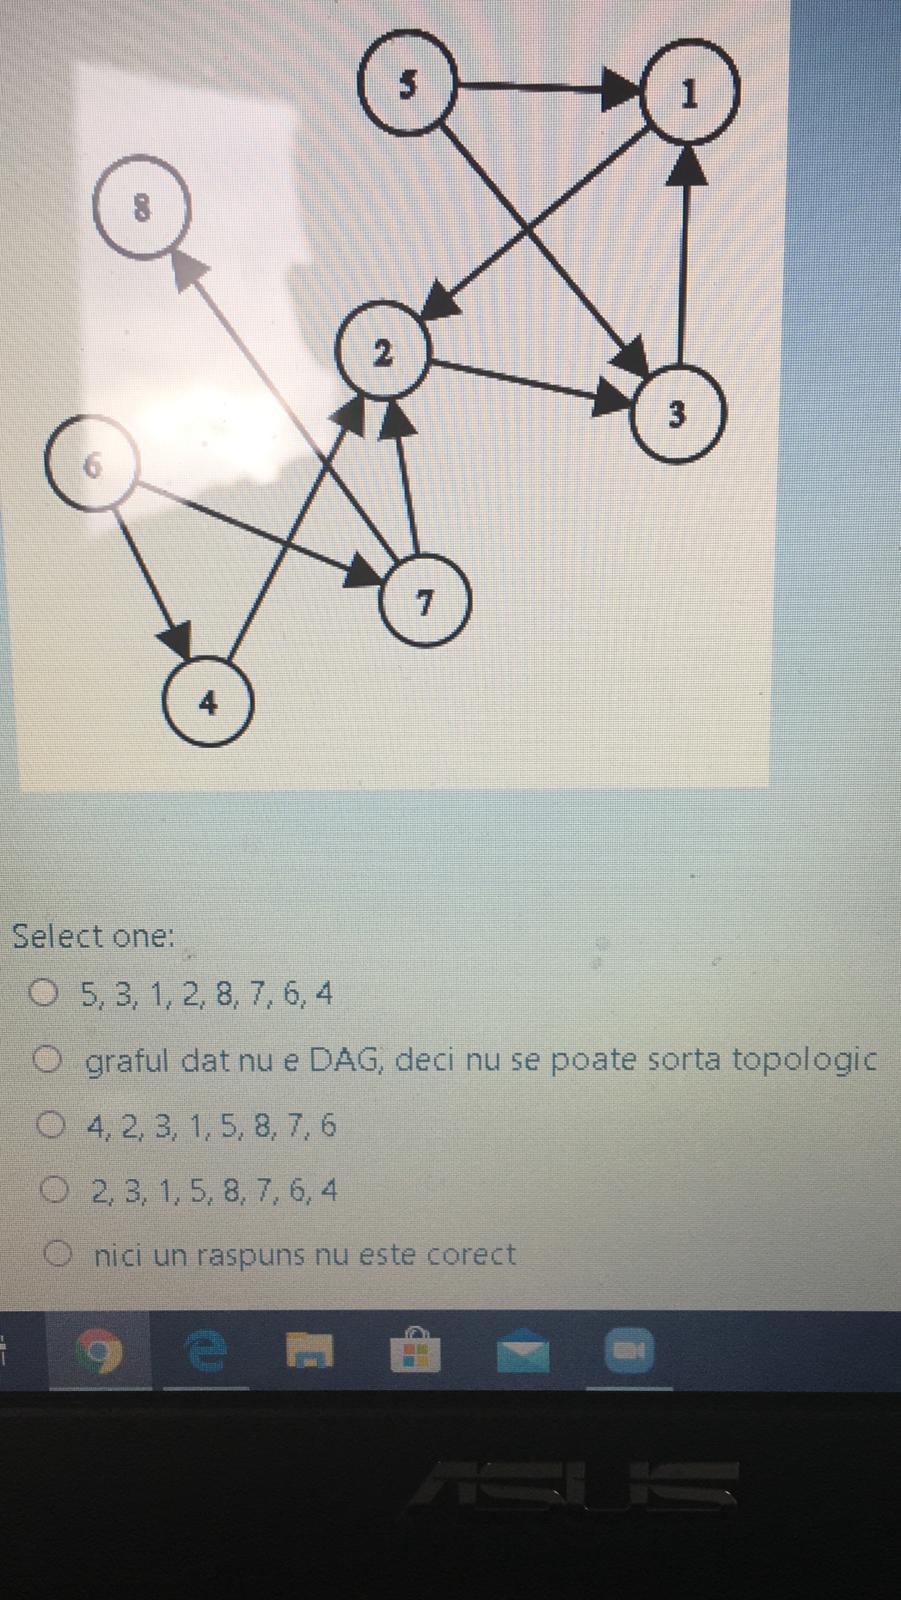 5
1
8
2
3
6
7
4
Select one:
5, 3, 1, 2, 8, 7, 6, 4
graful dat nu e DAG, deci nu se poate sorta topologic
4, 2, 3, 1, 5, 8, 7, 6
2, 3, 1, 5, 8, 7, 6, 4
nici un raspuns nu este corect
ASUS